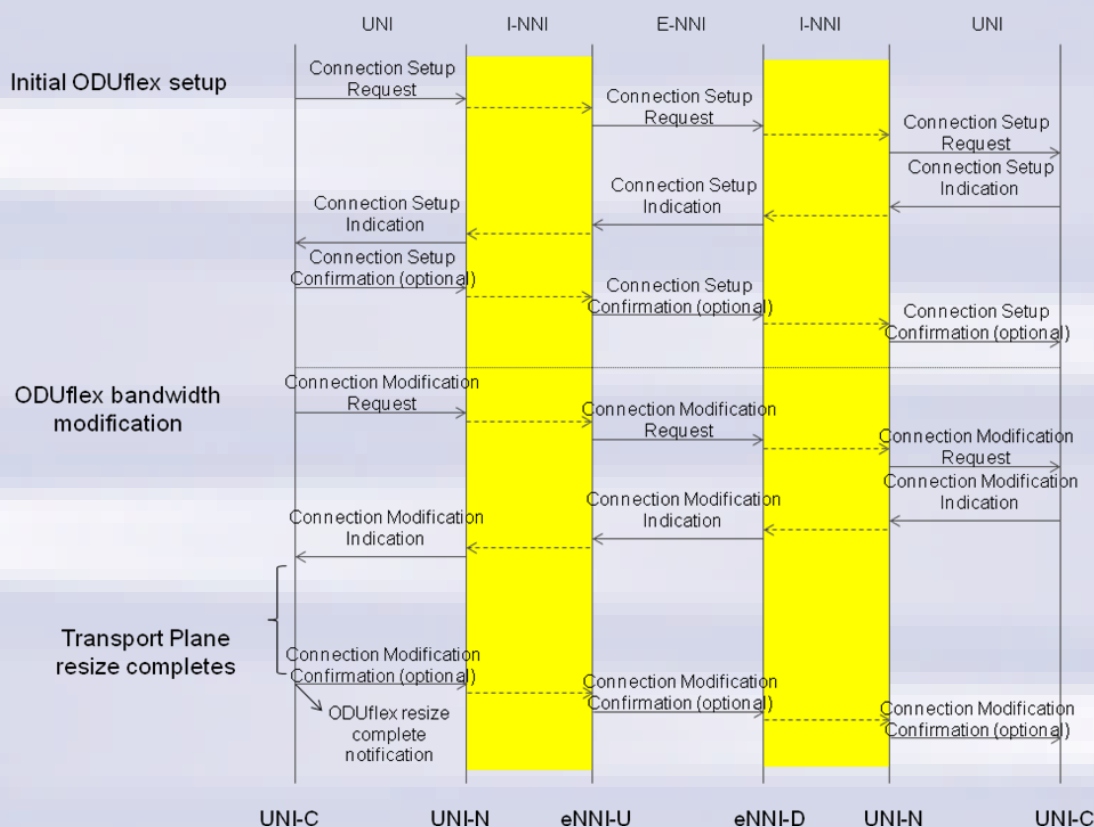 UNI I-NNI E-NNI I-NNI UNI
Initial ODUflex setup
Connection Setup
Request
Connection Setup
Request
Connection Setup
Request
Connection Setup
Indication
Connection Setup
Indication
Connection Setup
Indication
Connection Setup
Confirmation (optional)
Connection Setup
Confirmation (optional)
Connection Setup
Confirmation (optional)
ODUflex bandwidth
modification
Connection Modification
Request
Connection Modification
Request
Connection Modification
Request
Connection Modification
Indication
Connection Modification
Indication
Connection Modification
Indication
Transport Plane
resize completes
Connection Modification
Confirmation (optional)
ODUflex resize
complete
notification
Connection Modification
Confirmation (optional)
Connection Modification
Confirmation (optional)
UNI-C UNI-N eNNI-U eNNI-D UNI-N UNI-C